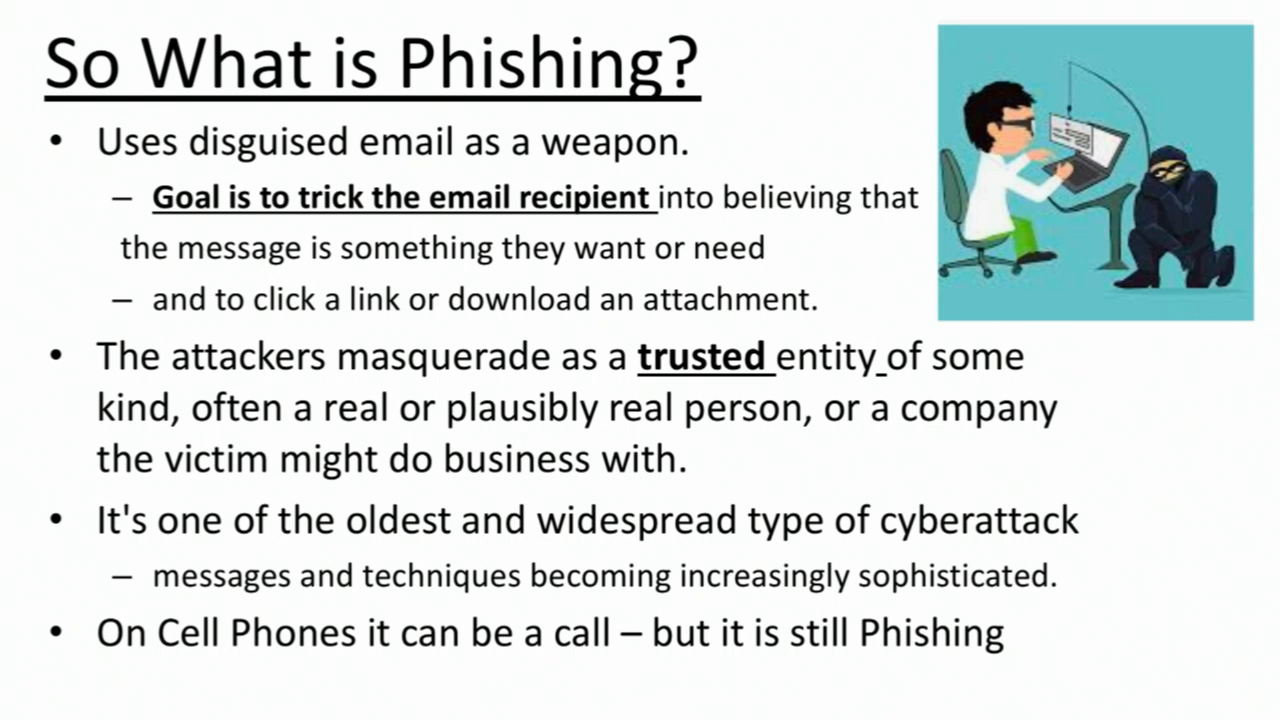 So What is Phishing?
• Uses disguised email as a weapon.
– Goal is to trick the email recipient into believing that
the message is something they want or need
– and to click a link or download an attachment.
• The attackers masquerade as a trusted entity of some
kind, often a real or plausibly real person, or a company
the victim might do business with.
• It's one of the oldest and widespread type of cyberattack
– messages and techniques becoming increasingly sophisticated.
• On Cell Phones it can be a call – but it is still Phishing